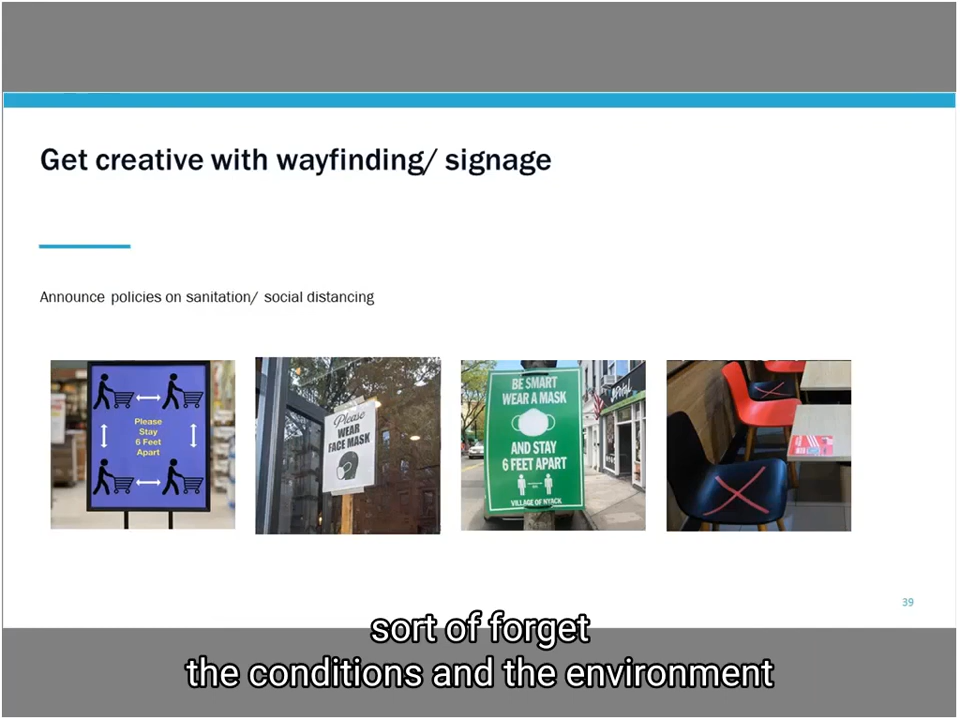 Get creative with wayfinding/ signage
Announce policies on sanitation/ social distancing
Please
Stay
6 Feet
Apart
Please
WEAR
FACE MASK
BE SMART
WEAR A MASK
AND STAY
6 FEET APART
VILLAGE OF NYACK
39
sort of forget
the conditions and the environment